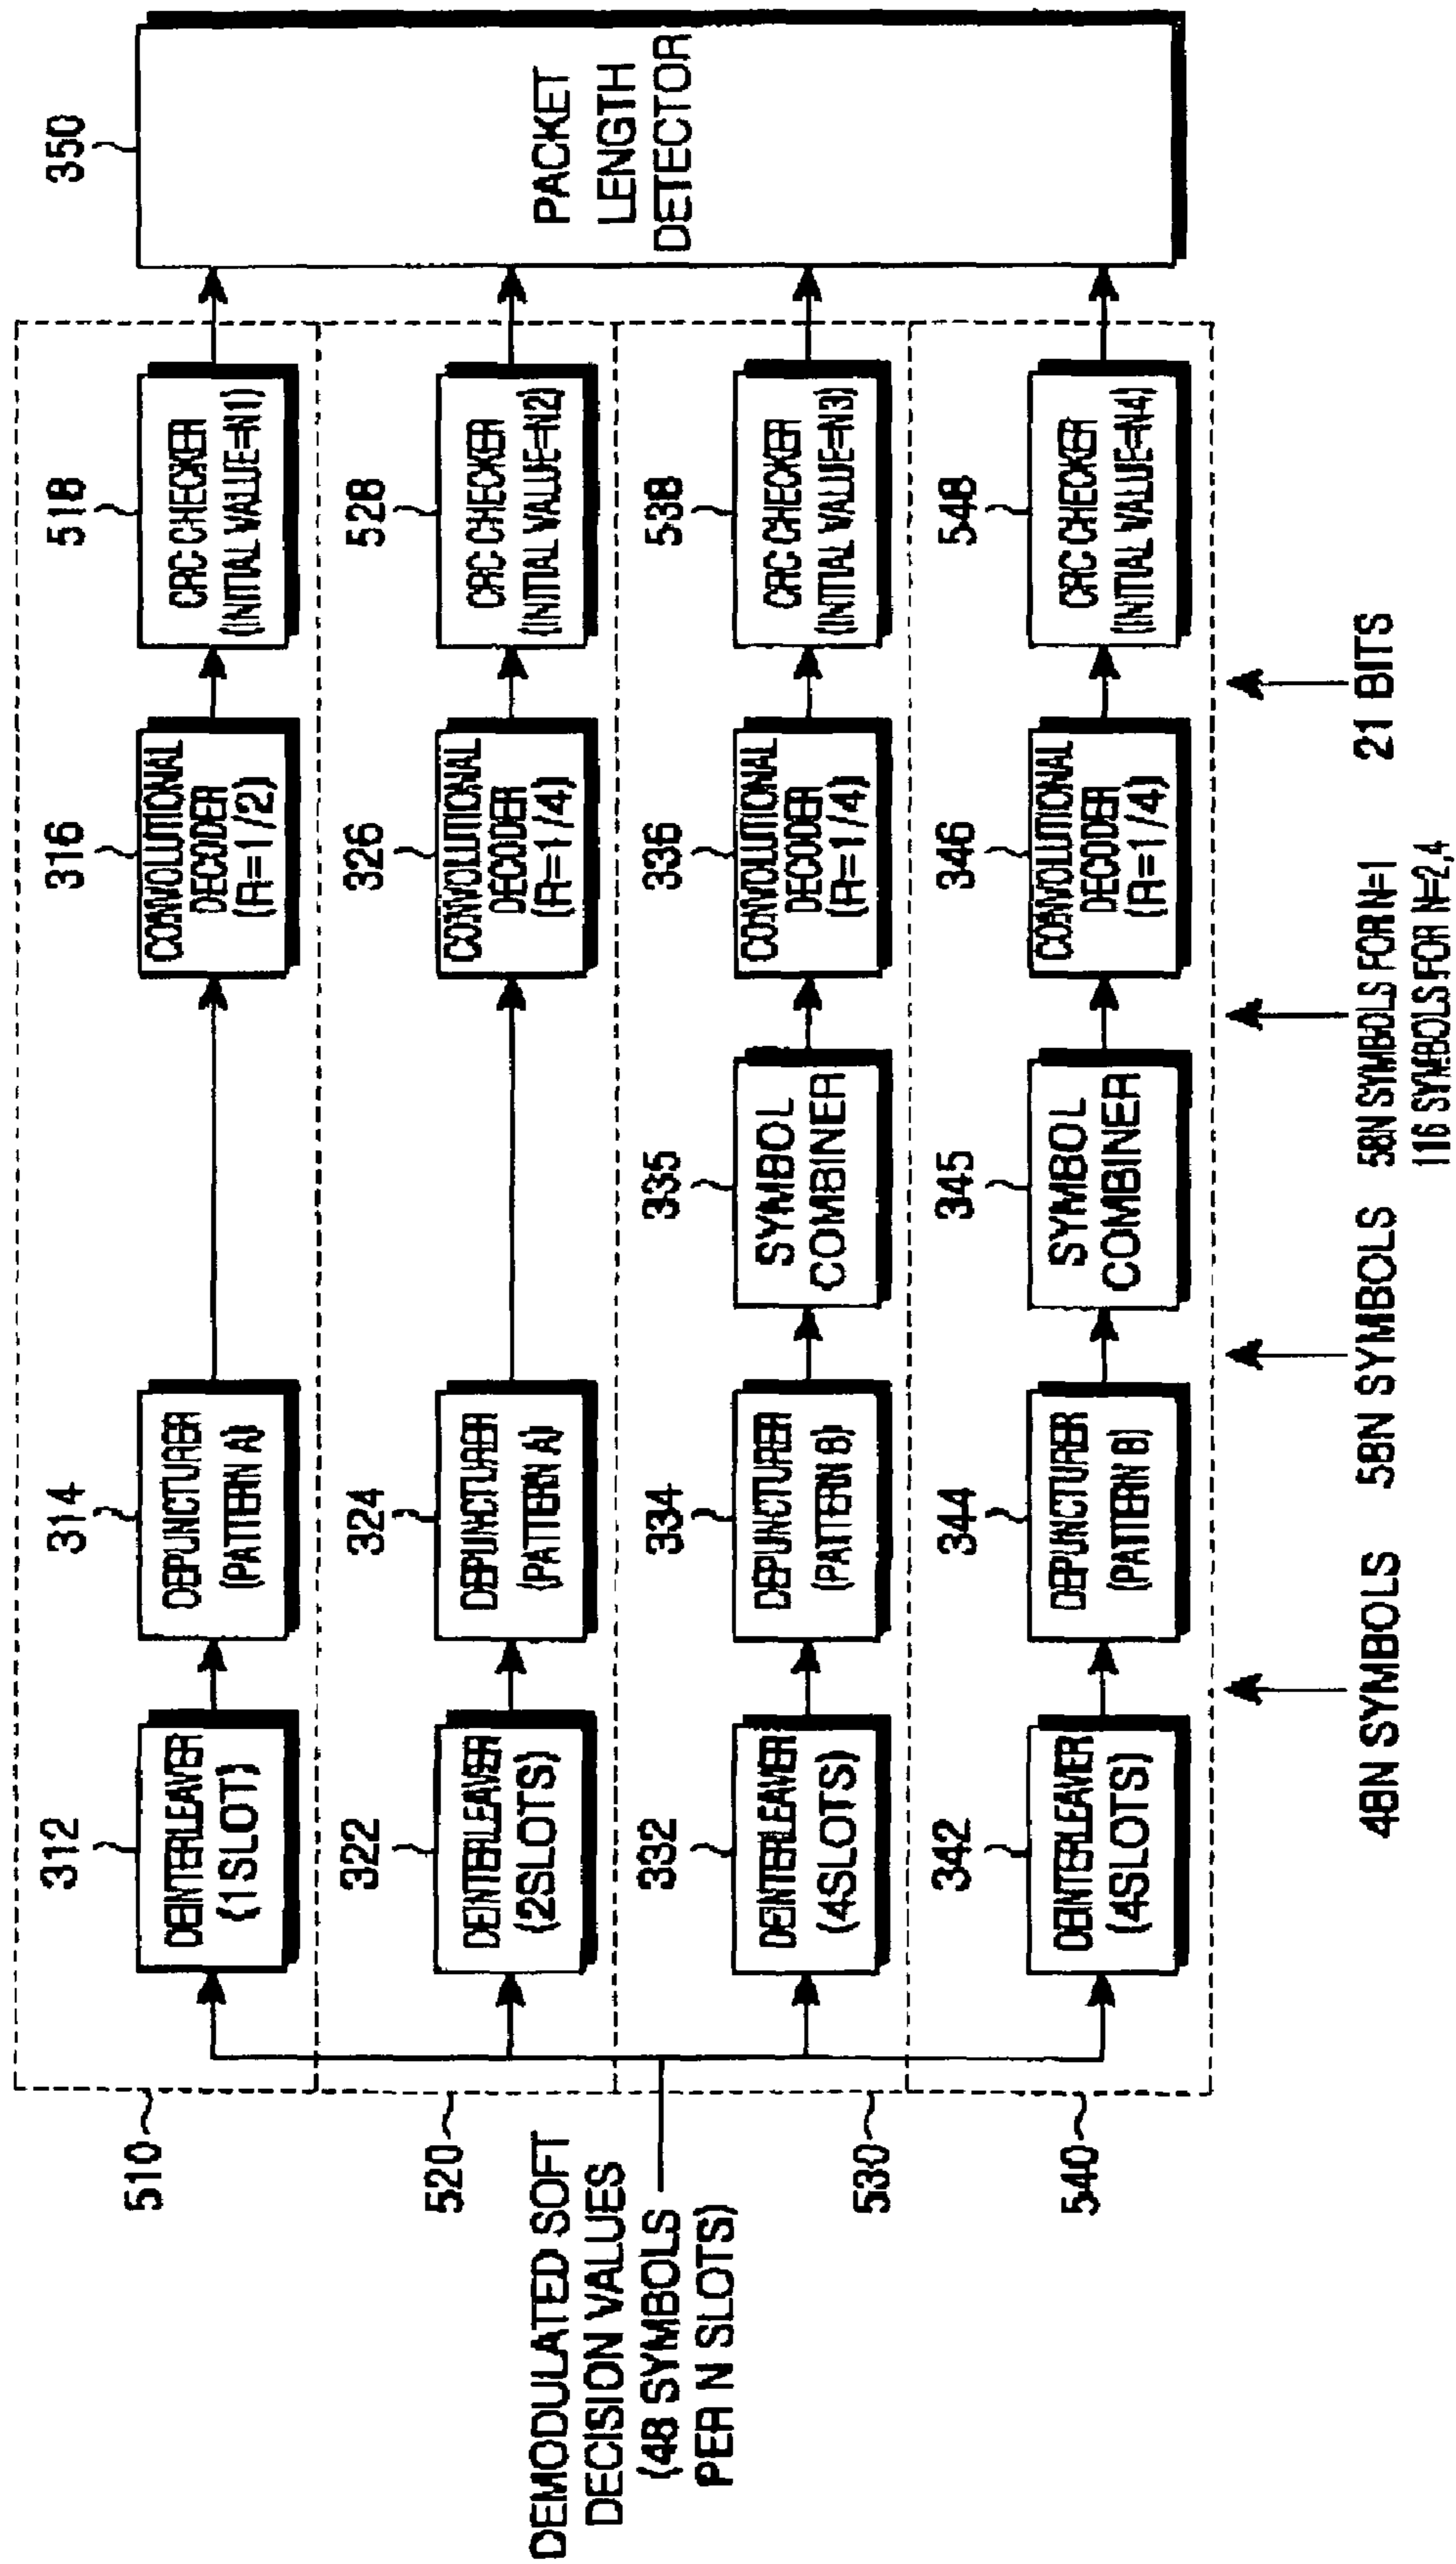 510
312
DEINTERLEAVER
(1SLOT)
314
DEPUNCTURER
(PATTERN A)
316
CONVOLUTIONAL
DECODER
(R=1/2)
518
CRC CHECKER
(INITIAL VALUE=N1)
350
PACKET
LENGTH
DETECTOR
520
322
DEINTERLEAVER
(2SLOTS)
324
DEPUNCTURER
(PATTERN A)
326
CONVOLUTIONAL
DECODER
(R=1/4)
528
CRC CHECKER
(INITIAL VALUE=N2)
DEMODULATED SOFT
DECISION VALUES
(48 SYMBOLS
PER N SLOTS)
530
332
DEINTERLEAVER
(4SLOTS)
334
DEPUNCTURER
(PATTERN B)
335
SYMBOL
COMBINER
336
CONVOLUTIONAL
DECODER
(R=1/4)
538
CRC CHECKER
(INITIAL VALUE=N3)
540
342
DEINTERLEAVER
(4SLOTS)
344
DEPUNCTURER
(PATTERN B)
345
SYMBOL
COMBINER
346
CONVOLUTIONAL
DECODER
(R=1/4)
548
CRC CHECKER
(INITIAL VALUE=N4)
48N SYMBOLS
58N SYMBOLS
58N SYMBOLS FOR N=1
116 SYMBOLS FOR N=2,4
21 BITS